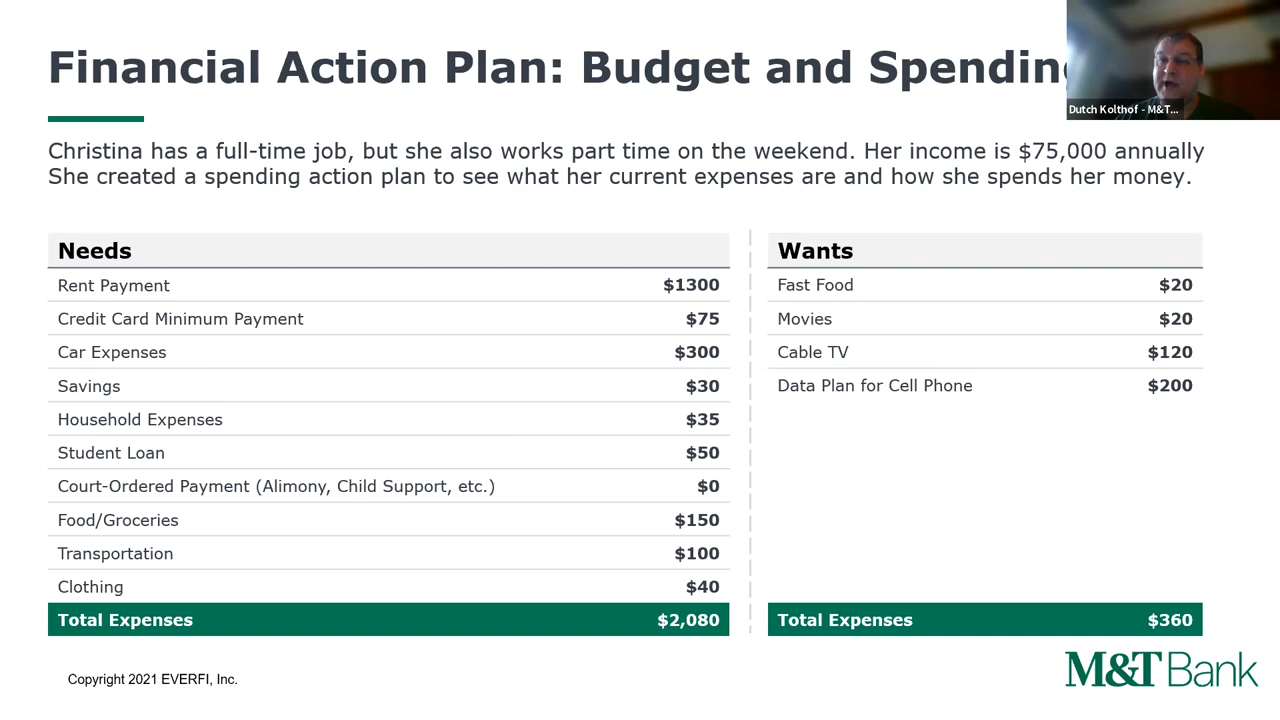 Financial Action Plan: Budget and Spending
Dutch Kolthof - M&T...
Christina has a full-time job, but she also works part time on the weekend. Her income is $75,000 annually
She created a spending action plan to see what her current expenses are and how she spends her money.
Needs
Rent Payment $1300
Credit Card Minimum Payment $75
Car Expenses $300
Savings $30
Household Expenses $35
Student Loan $50
Court-Ordered Payment (Alimony, Child Support, etc.) $0
Food/Groceries $150
Transportation $100
Clothing $40
Total Expenses $2,080
Wants
Fast Food $20
Movies $20
Cable TV $120
Data Plan for Cell Phone $200
Total Expenses $360
Copyright 2021 EVERFI, Inc.
M&T Bank